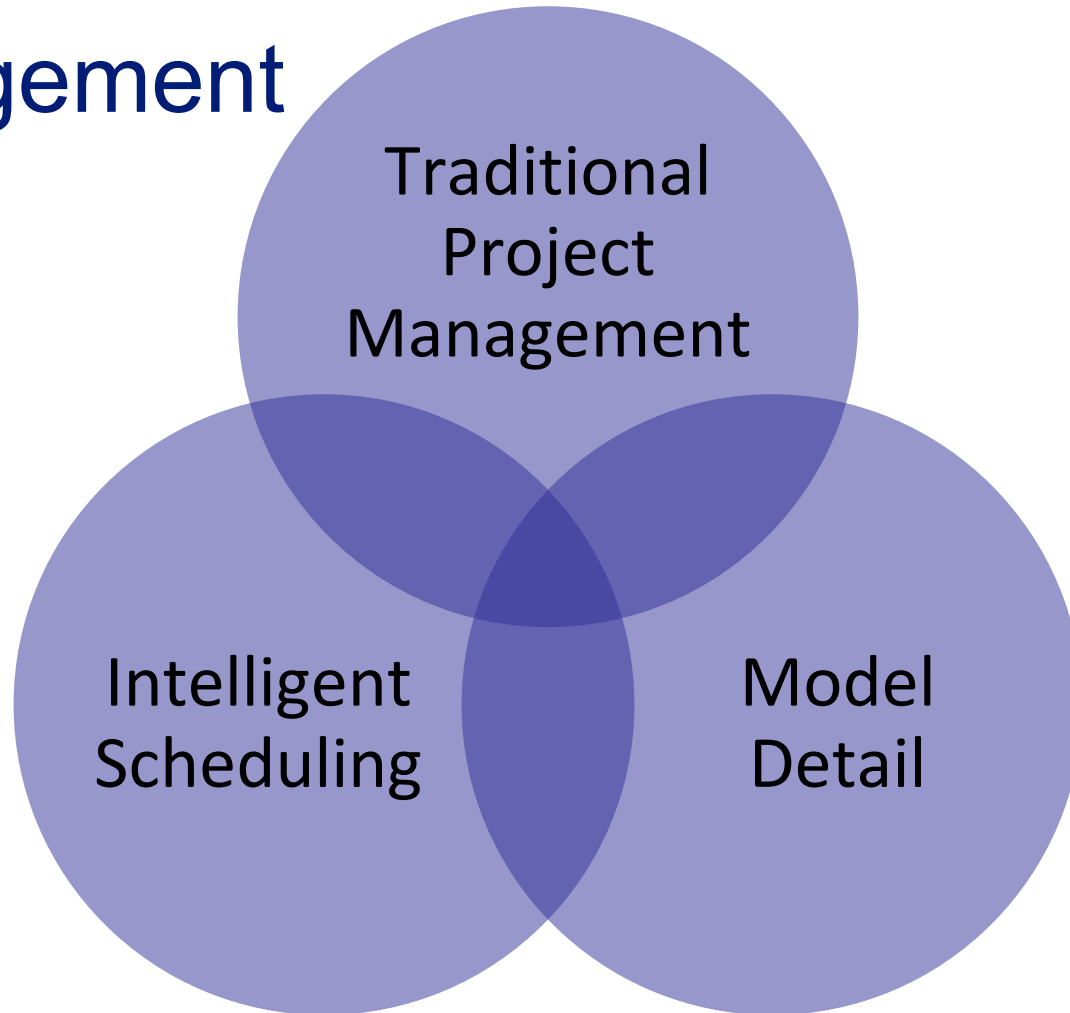 gement
Traditional
Project
Management
Intelligent
Scheduling
Model
Detail